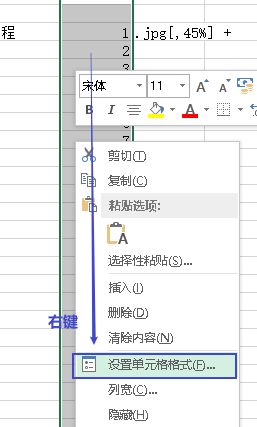 程
1 . jpg[, 45%] +
2
3
宋体 11 A A
B I A
7
剪切(T)
复制(C)
粘贴选项:
A
选择性粘贴(S)...
插入(I)
删除(D)
清除内容(N)
右键
设置单元格格式(F)...
列宽(C)...
隐藏(H)